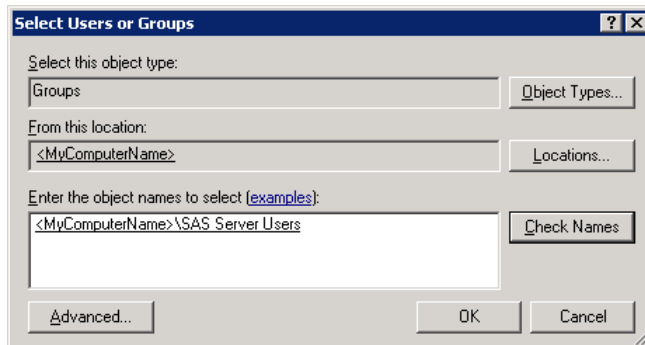 Select Users or Groups
Select this object type:
Groups
Object Types...
From this location:
<MyComputerName>
Locations...
Enter the object names to select (examples):
<MyComputerName>\SAS Server Users
Check Names
Advanced...
OK
Cancel